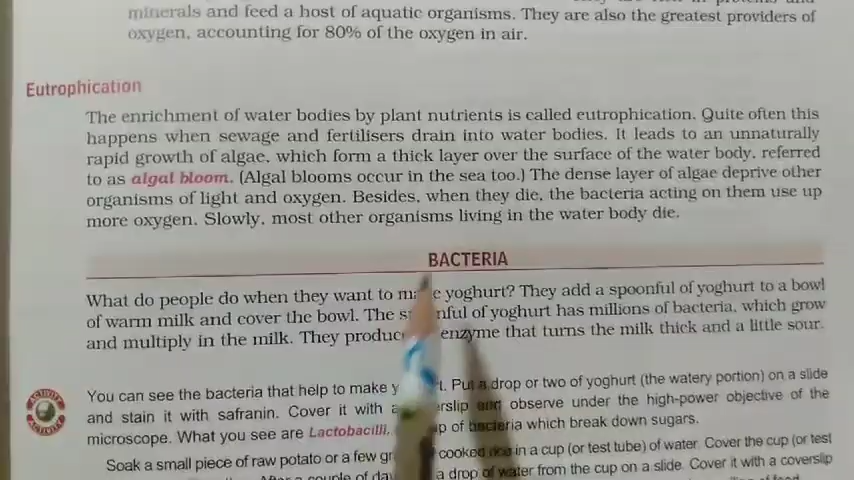 minerals and feed a host of aquatic organisms. They are also the greatest providers of
oxygen, accounting for 80% of the oxygen in air.
Eutrophication
The enrichment of water bodies by plant nutrients is called eutrophication. Quite often this
happens when sewage and fertilisers drain into water bodies. It leads to an unnaturally
rapid growth of algae, which form a thick layer over the surface of the water body, referred
to as algal bloom. (Algal blooms occur in the sea too.) The dense layer of algae deprive other
organisms of light and oxygen. Besides, when they die, the bacteria acting on them use up
more oxygen. Slowly, most other organisms living in the water body die.
BACTERIA
What do people do when they want to yoghurt? They add a spoonful of yoghurt to a bowl
of warm milk and cover the bowl. The of yoghurt has millions of bacteria, which grow
and multiply in the milk. They enzyme that turns the milk thick and a little sour.
ACTIVITY
ACTIVITY
You can see the bacteria that help to make Put a drop or two of yoghurt (the watery portion) on a slide
and stain it with safranin. Cover it with and observe under the high-power objective of the
microscope. What you see are Lactobacilli, of bacteria which break down sugars.
Soak a small piece of raw potato or a few cooked rice in a cup (or test tube) of water. Cover the cup (or test
After a couple of a drop of water from the cup on a slide. Cover it with a coverslip